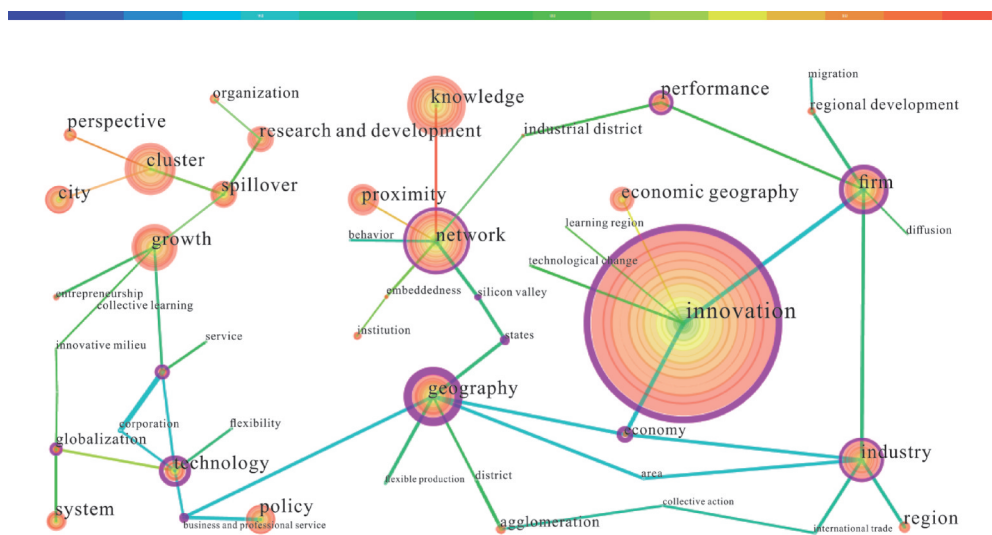 migration
organization
knowledge
performance
regional development
perspective
research and development
industrial district
cluster
city
spillover
proximity
economic geography
firm
growth
behavior
network
learning region
diffusion
technological change
entrepreneurship
collective learning
embeddedness
silicon valley
innovation
institution
states
innovative milieu
service
geography
corporation
flexibility
globalization
economy
technology
industry
flexible production
district
area
system
policy
collective action
business and professional service
agglomeration
international trade
region